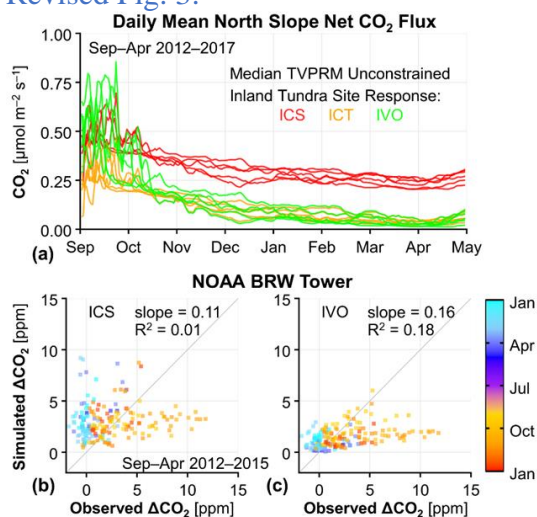 Revised Fig. 3:
Daily Mean North Slope Net CO₂ Flux
Sep–Apr 2012–2017
Median TVPRM Unconstrained
Inland Tundra Site Response:
ICS ICT IVO
CO₂ [μmol m⁻² s⁻¹]
1.00
0.75
0.50
0.25
0.00
Sep Oct Nov Dec Jan Feb Mar Apr May
(a)
NOAA BRW Tower
ICS slope = 0.11
R² = 0.01
Sep–Apr 2012–2015
Simulated ΔCO₂ [ppm]
15
10
5
0
0 5 10 15
(b) Observed ΔCO₂ [ppm]
IVO slope = 0.16
R² = 0.18
15
10
5
0
0 5 10 15
(c) Observed ΔCO₂ [ppm]
Jan
Apr
Jul
Oct
Jan